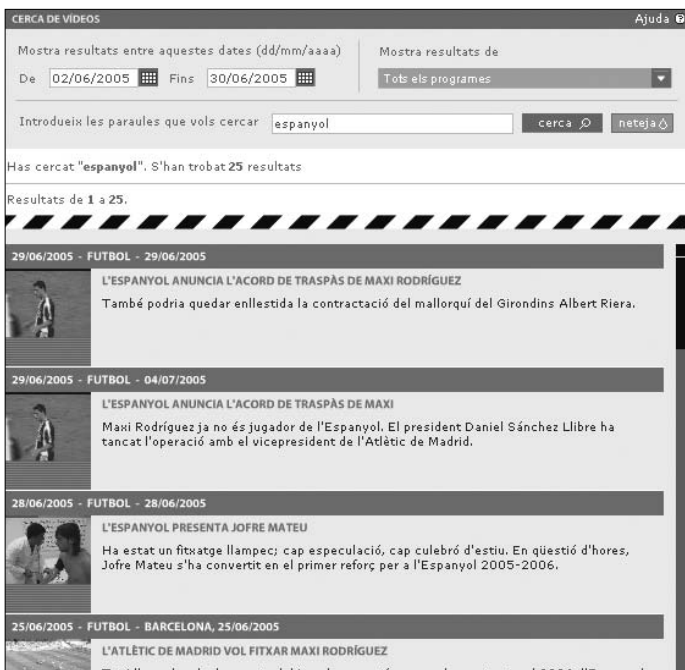 CERCA DE VÍDEOS Ajuda
Mostra resultats entre aquestes dates (dd/mm/aaaa) Mostra resultats de
De 02/06/2005 Fins 30/06/2005 Tots els programes
Introdueix les paraules que vols cercar espanyol cerca neteja
Has cercat "espanyol". S'han trobat 25 resultats
Resultats de 1 a 25.
29/06/2005 - FUTBOL - 29/06/2005
L'ESPANYOL ANUNCIA L'ACORD DE TRASPÀS DE MAXI RODRÍGUEZ
També podria quedar enllestida la contractació del mallorquí del Girondins Albert Riera.
29/06/2005 - FUTBOL - 04/07/2005
L'ESPANYOL ANUNCIA L'ACORD DE TRASPÀS DE MAXI
Maxi Rodríguez ja no és jugador de l'Espanyol. El president Daniel Sánchez Llibre ha
tancat l'operació amb el vicepresident de l'Atlètic de Madrid.
28/06/2005 - FUTBOL - 28/06/2005
L'ESPANYOL PRESENTA JOFRE MATEU
Ha estat un fitxatge llampec; cap especulació, cap culebró d'estiu. En qüestió d'hores,
Jofre Mateu s'ha convertit en el primer reforç per a l'Espanyol 2005-2006.
25/06/2005 - FUTBOL - BARCELONA, 25/06/2005
L'ATLÈTIC DE MADRID VOL FITXAR MAXI RODRÍGUEZ